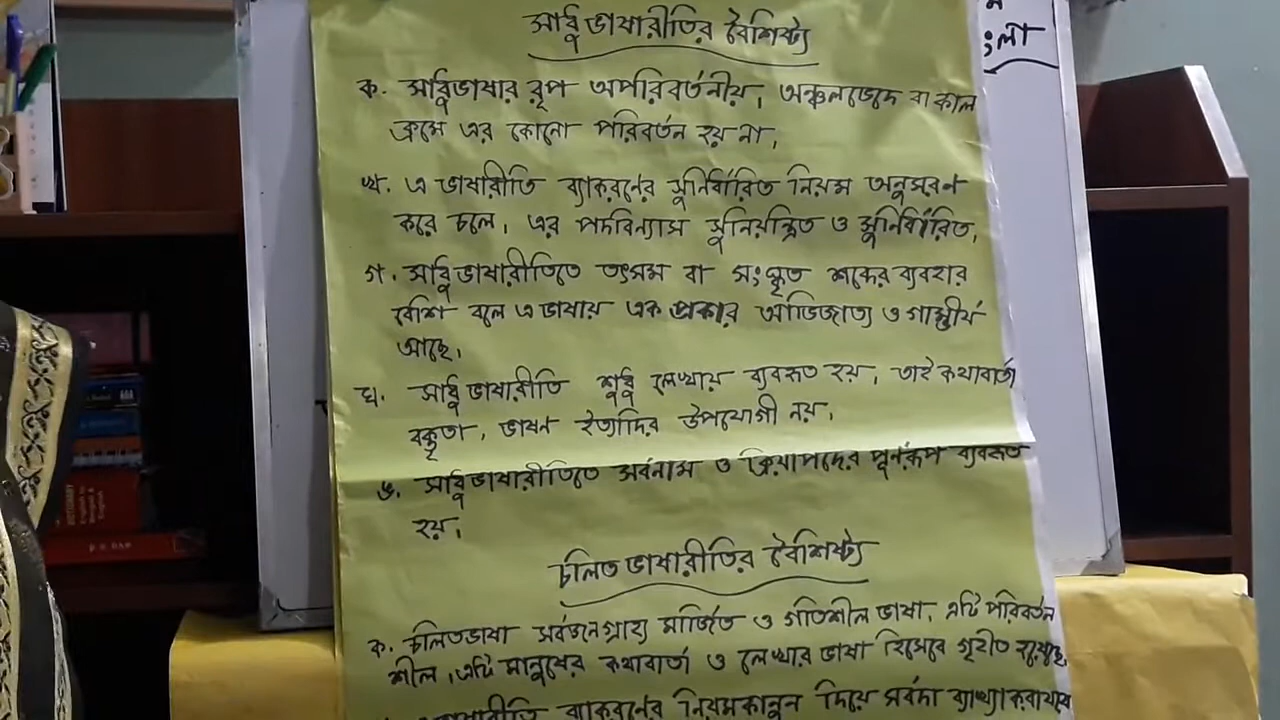 সাধু ভাষারীতির বৈশিষ্ট্য
ক. সাধুভাষার রূপ অপরিবর্তনীয়। অঞ্চলভেদে বা কাল
ক্রমে এর কোনো পরিবর্তন হয় না।
খ. এ ভাষারীতি ব্যাকরণের সুনির্ধারিত নিয়ম অনুসরণ
করে চলে। এর পদবিন্যাস সুনিয়ন্ত্রিত ও সুনির্ধারিত।
গ. সাধু ভাষারীতিতে তৎসম বা সংস্কৃত শব্দের ব্যবহার
বেশি বলে এ ভাষায় এক প্রকার আভিজাত্য ও গাম্ভীর্য
আছে।
ঘ. সাধু ভাষারীতি শুধু লেখায় ব্যবহৃত হয়। তাই কথাবার্তা
বক্তৃতা, ভাষণ ইত্যাদির উপযোগী নয়।
ঙ. সাধুভাষারীতিতে সর্বনাম ও ক্রিয়াপদের পূর্ণরূপ ব্যবহৃত
হয়।
চলিত ভাষারীতির বৈশিষ্ট্য
ক. চলিতভাষা সর্বজনগ্রাহ্য মার্জিত ও গতিশীল ভাষা। এটি পরিবর্তন
শীল। এটি মানুষের কথাবার্তা ও লেখার ভাষা হিসেবে গৃহীত হয়েছে
ব্যাকরণের নিয়মকানুন দিয়ে সর্বদা ব্যাখ্যা করা যায়
ংলা
DICTIONARY